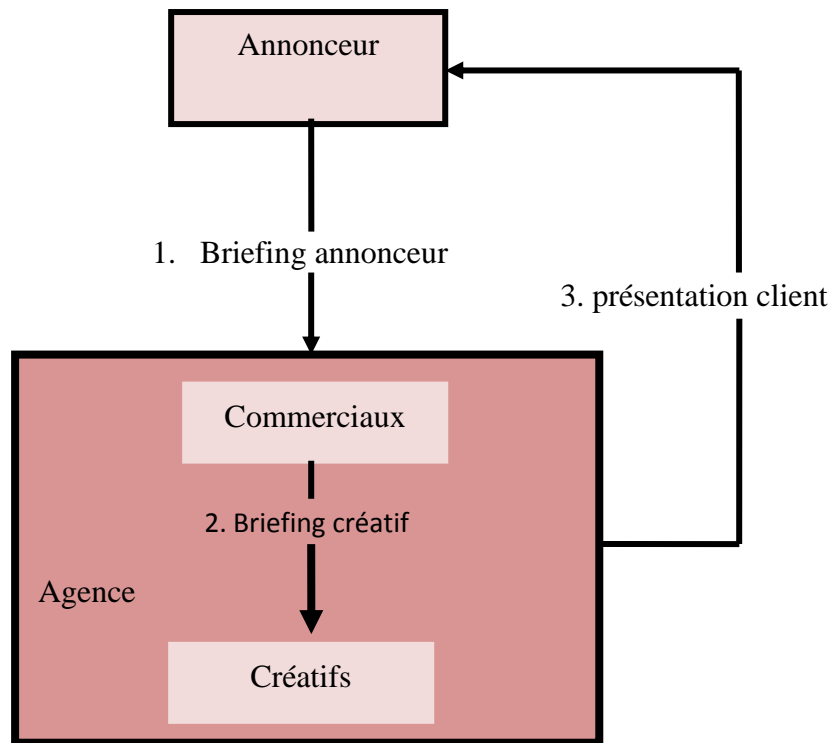 Annonceur
1. Briefing annonceur
3. présentation client
Commerciaux
2. Briefing créatif
Agence
Créatifs